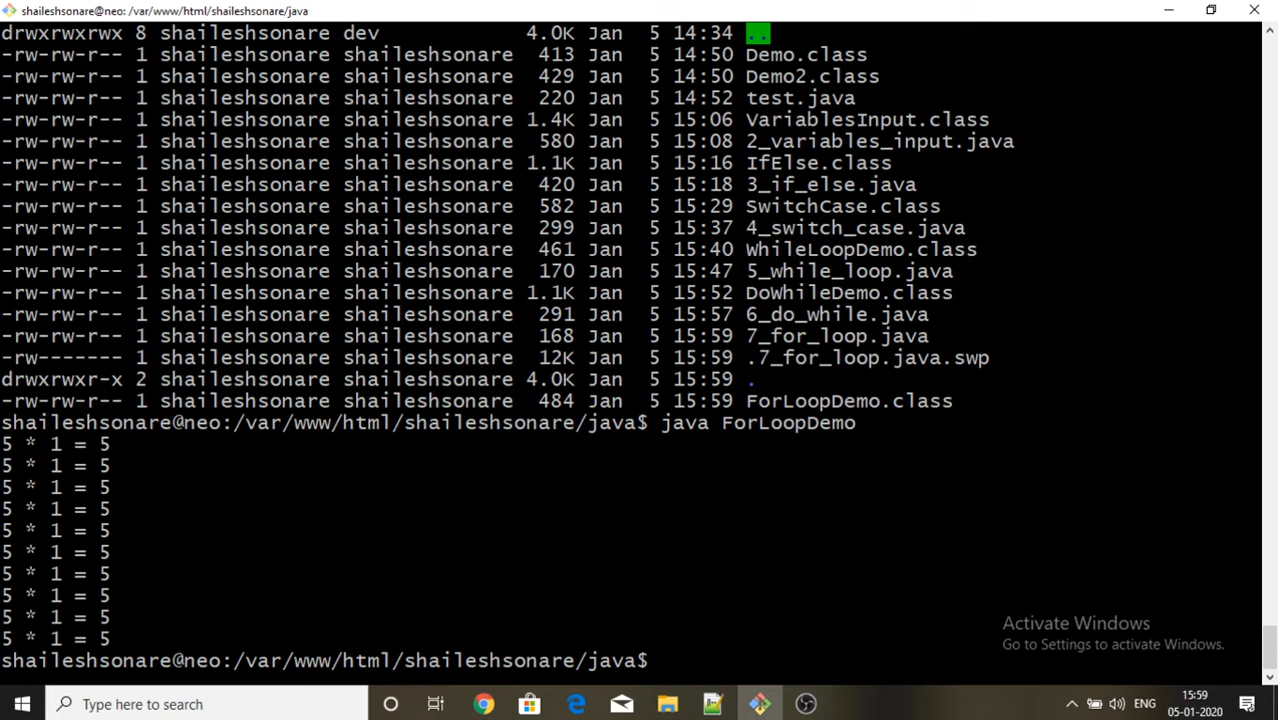 shaileshsonare@neo: /var/www/html/shaileshsonare/java
drwxrwxrwx 8 shaileshsonare dev 4.0K Jan 5 14:34 ..
-rw-rw-r-- 1 shaileshsonare shaileshsonare 413 Jan 5 14:50 Demo.class
-rw-rw-r-- 1 shaileshsonare shaileshsonare 429 Jan 5 14:50 Demo2.class
-rw-rw-r-- 1 shaileshsonare shaileshsonare 220 Jan 5 14:52 test.java
-rw-rw-r-- 1 shaileshsonare shaileshsonare 1.4K Jan 5 15:06 VariablesInput.class
-rw-rw-r-- 1 shaileshsonare shaileshsonare 580 Jan 5 15:08 2_variables_input.java
-rw-rw-r-- 1 shaileshsonare shaileshsonare 1.1K Jan 5 15:16 IfElse.class
-rw-rw-r-- 1 shaileshsonare shaileshsonare 420 Jan 5 15:18 3_if_else.java
-rw-rw-r-- 1 shaileshsonare shaileshsonare 582 Jan 5 15:29 SwitchCase.class
-rw-rw-r-- 1 shaileshsonare shaileshsonare 299 Jan 5 15:37 4_switch_case.java
-rw-rw-r-- 1 shaileshsonare shaileshsonare 461 Jan 5 15:40 WhileLoopDemo.class
-rw-rw-r-- 1 shaileshsonare shaileshsonare 170 Jan 5 15:47 5_while_loop.java
-rw-rw-r-- 1 shaileshsonare shaileshsonare 1.1K Jan 5 15:52 DoWhileDemo.class
-rw-rw-r-- 1 shaileshsonare shaileshsonare 291 Jan 5 15:57 6_do_while.java
-rw-rw-r-- 1 shaileshsonare shaileshsonare 168 Jan 5 15:59 7_for_loop.java
-rw------- 1 shaileshsonare shaileshsonare 12K Jan 5 15:59 .7_for_loop.java.swp
drwxrwxr-x 2 shaileshsonare shaileshsonare 4.0K Jan 5 15:59 .
-rw-rw-r-- 1 shaileshsonare shaileshsonare 484 Jan 5 15:59 ForLoopDemo.class
shaileshsonare@neo:/var/www/html/shaileshsonare/java$ java ForLoopDemo
5 * 1 = 5
5 * 1 = 5
5 * 1 = 5
5 * 1 = 5
5 * 1 = 5
5 * 1 = 5
5 * 1 = 5
5 * 1 = 5
5 * 1 = 5
5 * 1 = 5
shaileshsonare@neo:/var/www/html/shaileshsonare/java$
Activate Windows
Go to Settings to activate Windows.
Type here to search
ENG
15:59
05-01-2020